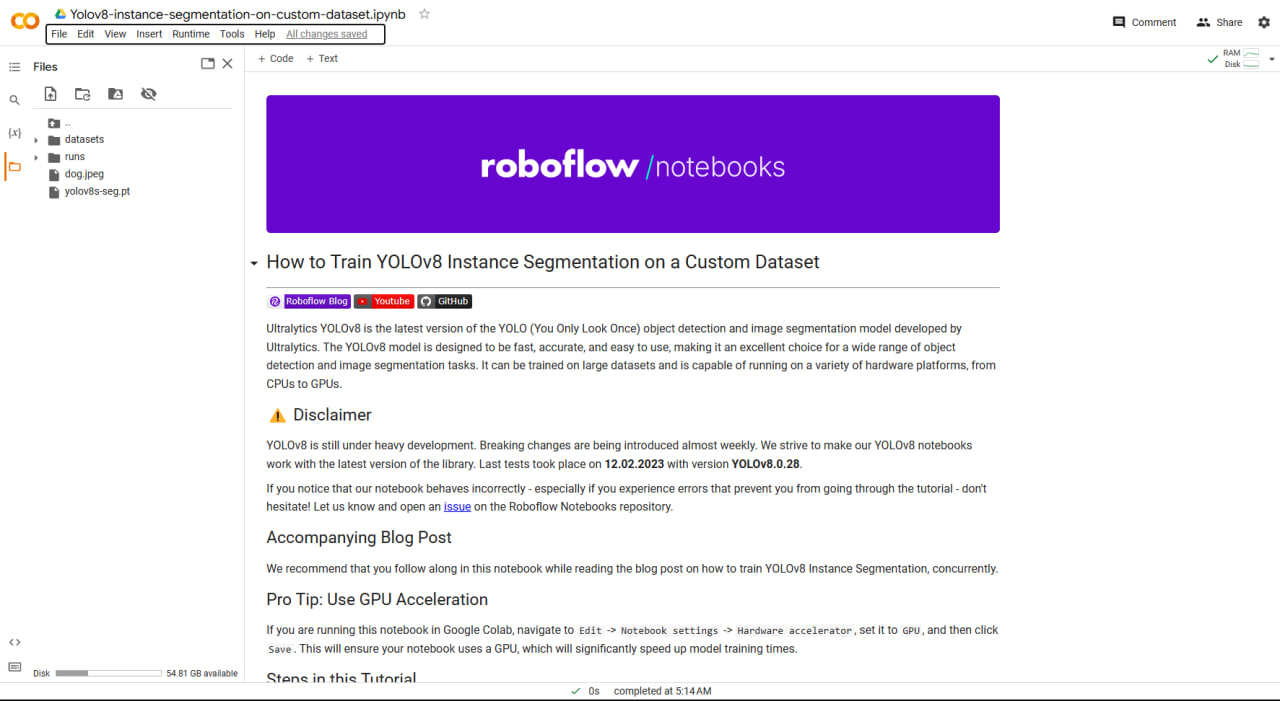 Yolov8-instance-segmentation-on-custom-dataset.ipynb
File Edit View Insert Runtime Tools Help All changes saved
Comment Share
Files
+ Code + Text
RAM
Disk
{x}
..
datasets
runs
dog.jpeg
yolov8s-seg.pt
roboflow /notebooks
How to Train YOLOv8 Instance Segmentation on a Custom Dataset
Roboflow Blog Youtube GitHub
Ultralytics YOLOv8 is the latest version of the YOLO (You Only Look Once) object detection and image segmentation model developed by
Ultralytics. The YOLOv8 model is designed to be fast, accurate, and easy to use, making it an excellent choice for a wide range of object
detection and image segmentation tasks. It can be trained on large datasets and is capable of running on a variety of hardware platforms, from
CPUs to GPUs.
Disclaimer
YOLOv8 is still under heavy development. Breaking changes are being introduced almost weekly. We strive to make our YOLOv8 notebooks
work with the latest version of the library. Last tests took place on 12.02.2023 with version YOLOv8.0.28.
If you notice that our notebook behaves incorrectly - especially if you experience errors that prevent you from going through the tutorial - don't
hesitate! Let us know and open an issue on the Roboflow Notebooks repository.
Accompanying Blog Post
We recommend that you follow along in this notebook while reading the blog post on how to train YOLOv8 Instance Segmentation, concurrently.
Pro Tip: Use GPU Acceleration
If you are running this notebook in Google Colab, navigate to Edit -> Notebook settings -> Hardware accelerator, set it to GPU, and then click
Save. This will ensure your notebook uses a GPU, which will significantly speed up model training times.
Steps in this Tutorial
Disk 54.81 GB available
0s completed at 5:14 AM